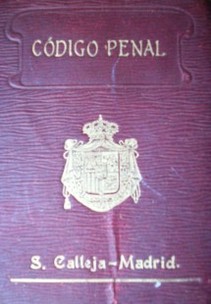 CÓDIGO PENAL
S. Calleja-Madrid.